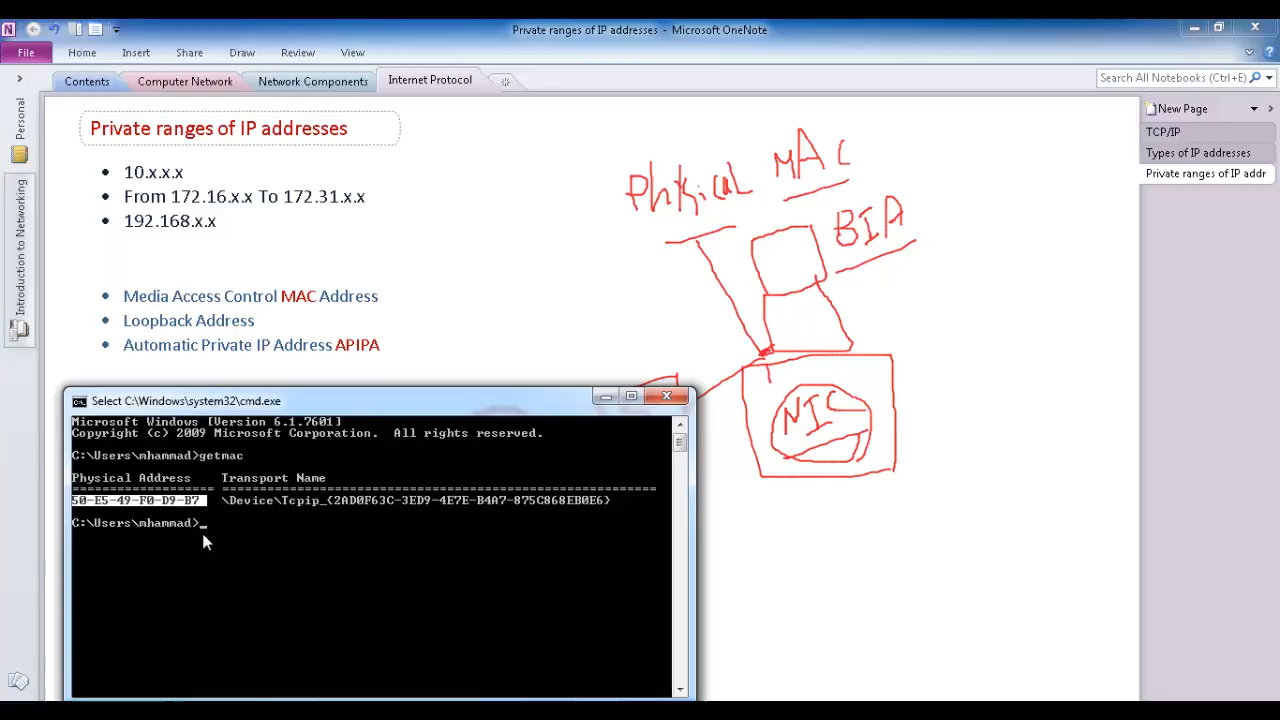 Private ranges of IP addresses - Microsoft OneNote
File Home Insert Share Draw Review View
Contents Computer Network Network Components Internet Protocol
Search All Notebooks (Ctrl+E)
Personal
Introduction to Networking
New Page
TCP/IP
Types of IP addresses
Private ranges of IP addr
Private ranges of IP addresses
10.x.x.x
From 172.16.x.x To 172.31.x.x
192.168.x.x
Media Access Control MAC Address
Loopback Address
Automatic Private IP Address APIPA
Physical MAC
BIA
NIC
Select C:\Windows\system32\cmd.exe
Microsoft Windows [Version 6.1.7601]
Copyright (c) 2009 Microsoft Corporation. All rights reserved.
C:\Users\mhammad>getmac
Physical Address Transport Name
=================== ==========================================================
50-E5-49-F0-D9-B7 \Device\Tcpip_{2AD0F63C-3ED9-4E7E-B4A7-875C868EB0E6}
C:\Users\mhammad>_